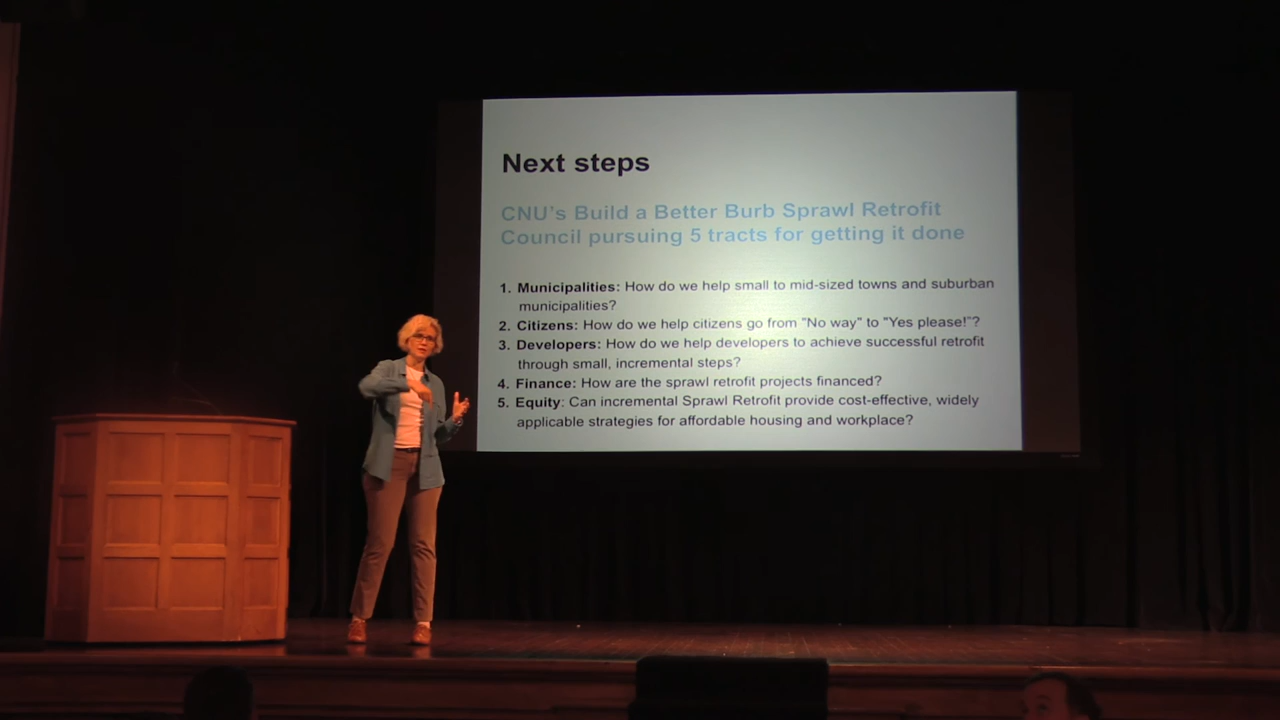 Next steps
CNU's Build a Better Burb Sprawl Retrofit
Council pursuing 5 tracts for getting it done
1. Municipalities: How do we help small to mid-sized towns and suburban
municipalities?
2. Citizens: How do we help citizens go from "No way" to "Yes please!"?
3. Developers: How do we help developers to achieve successful retrofit
through small, incremental steps?
4. Finance: How are the sprawl retrofit projects financed?
5. Equity: Can incremental Sprawl Retrofit provide cost-effective, widely
applicable strategies for affordable housing and workplace?